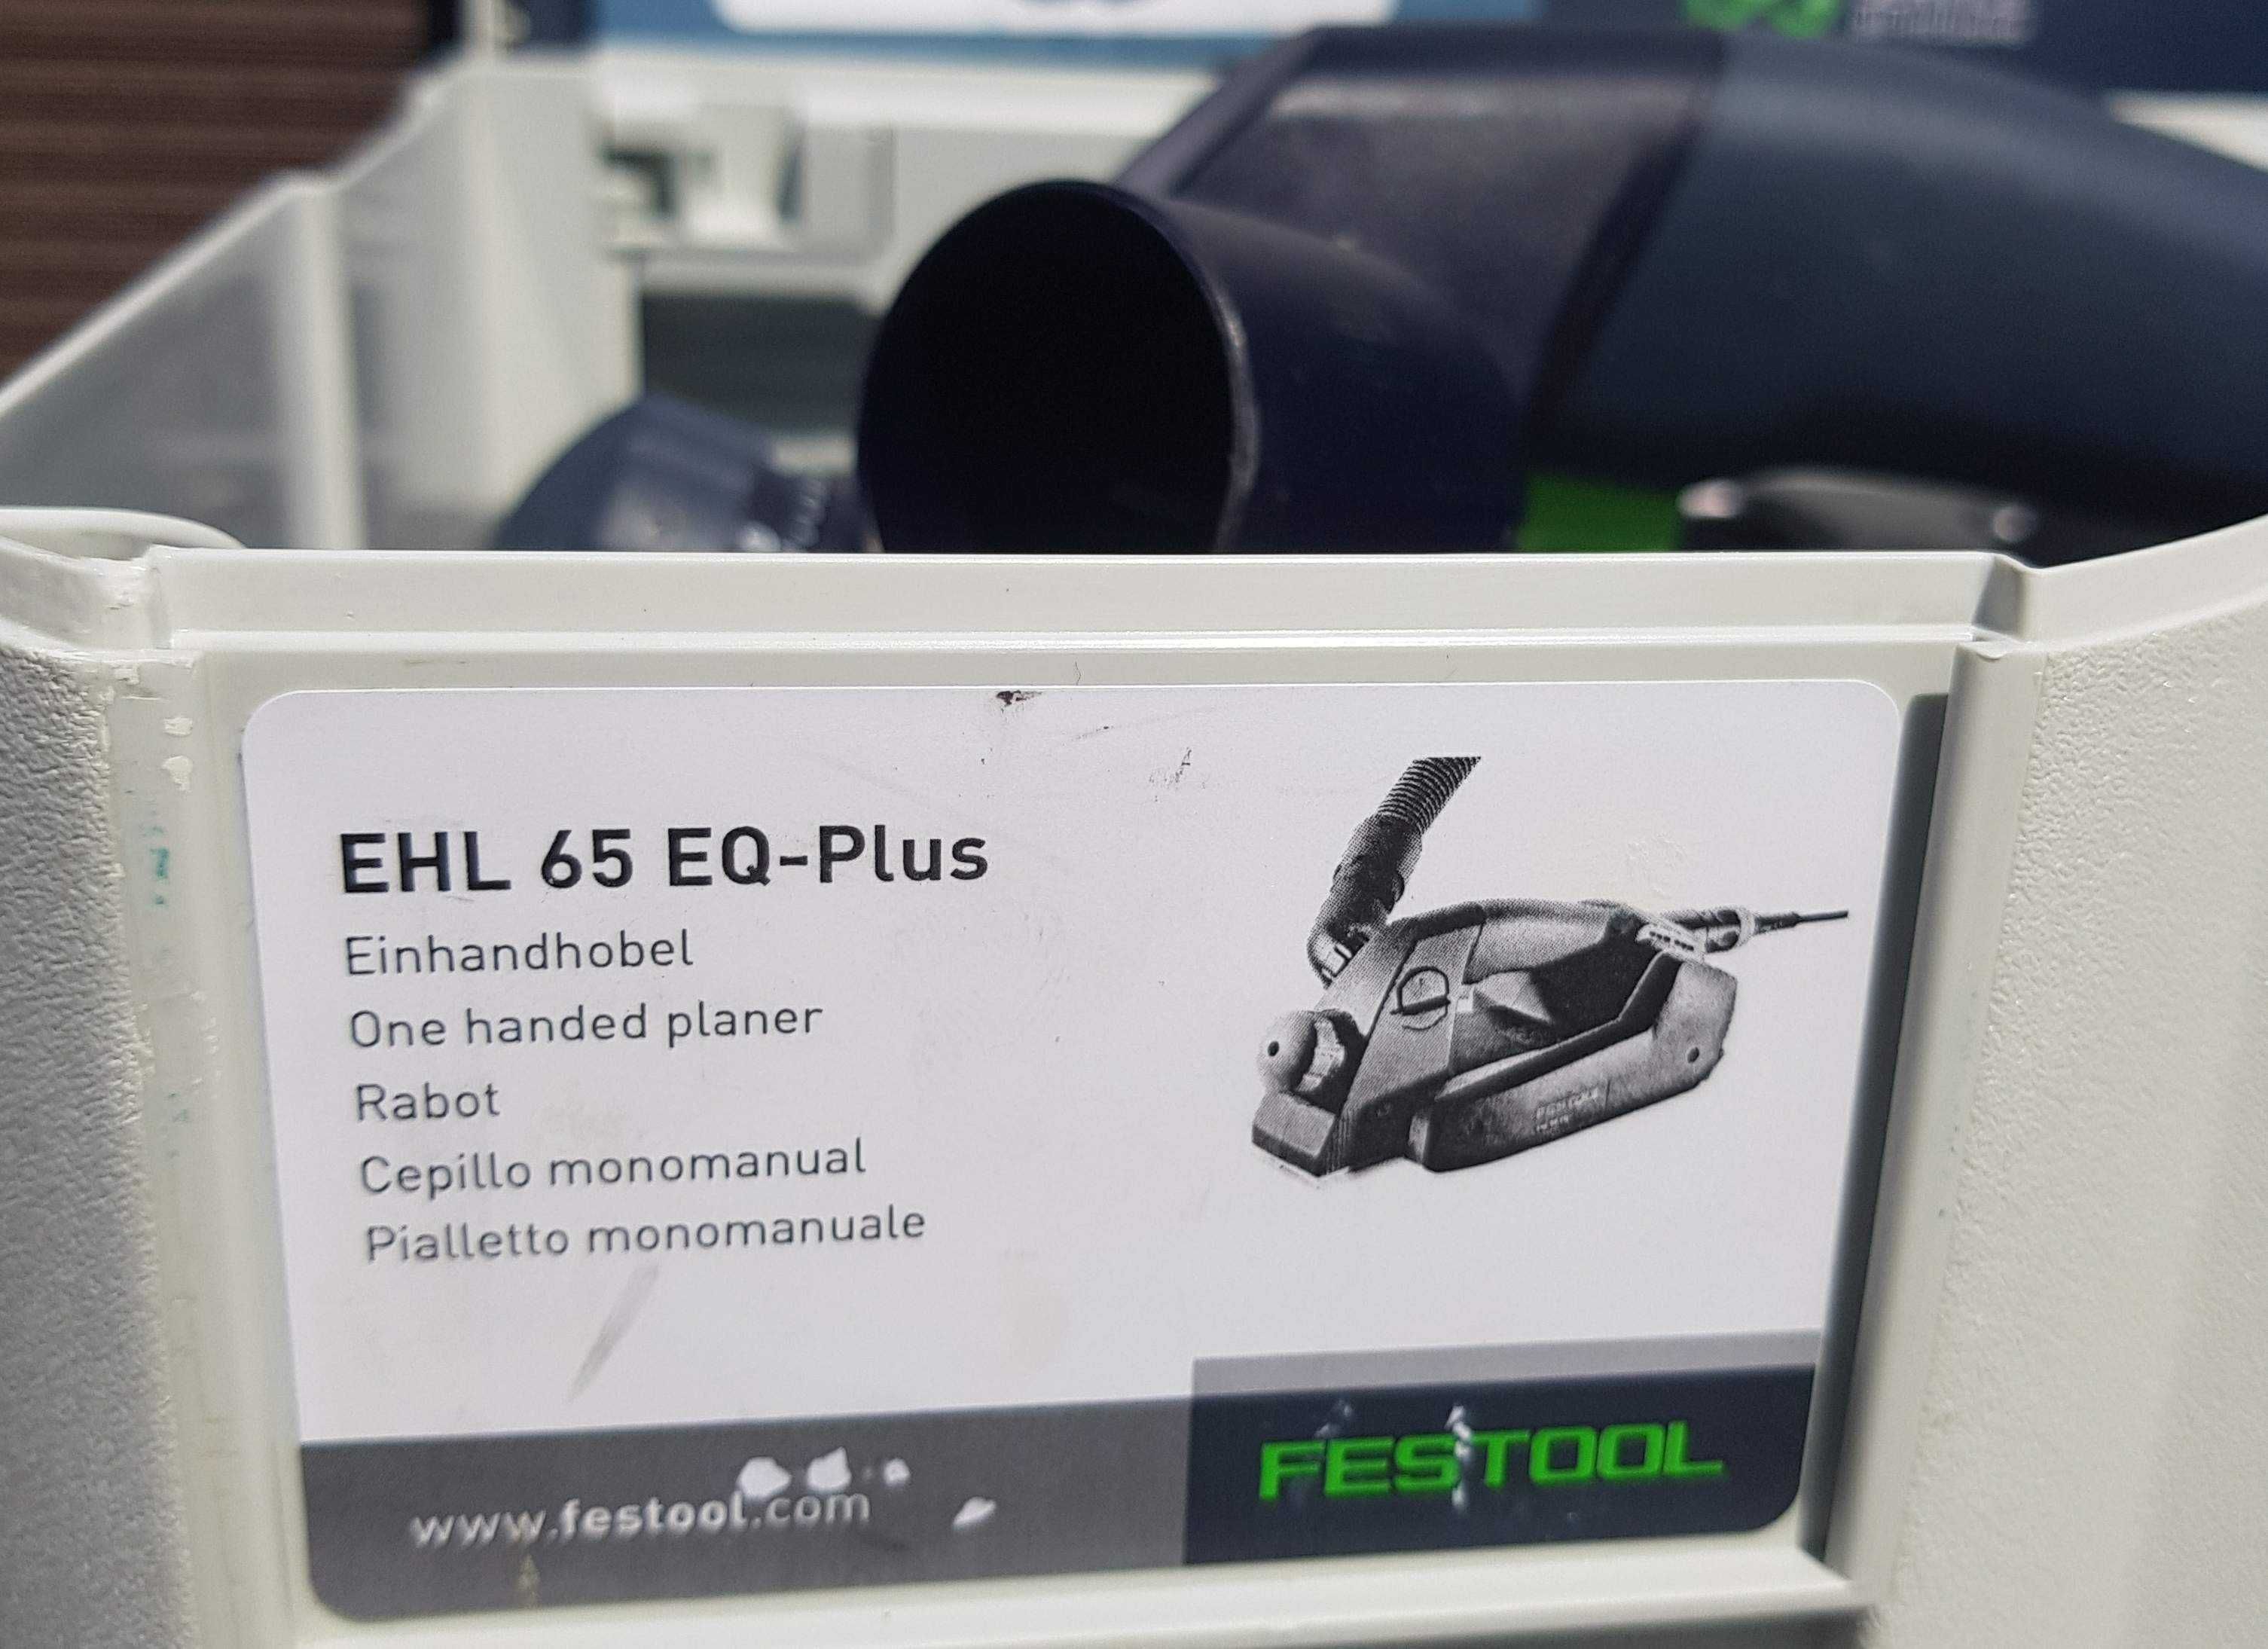 EHL 65 EQ-Plus
Einhandhobel
One handed planer
Rabot
Cepillo monomanual
Pialletto monomanuale
www.festool.com
FESTOOL